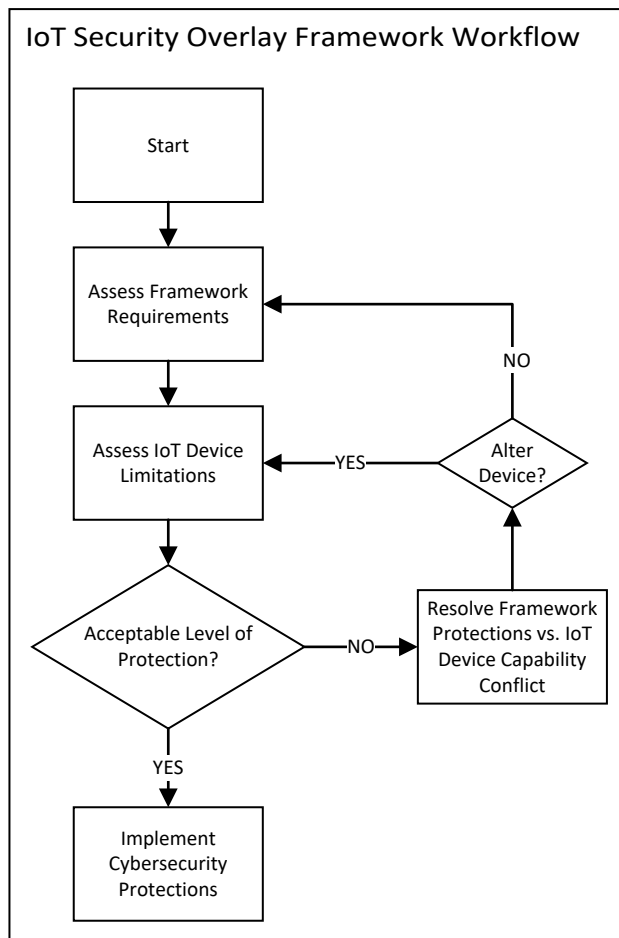 IoT Security Overlay Framework Workflow
Start
Assess Framework
Requirements
NO
Assess IoT Device
Limitations
YES
Alter
Device?
Acceptable Level of
Protection?
NO
Resolve Framework
Protections vs. IoT
Device Capability
Conflict
YES
Implement
Cybersecurity
Protections